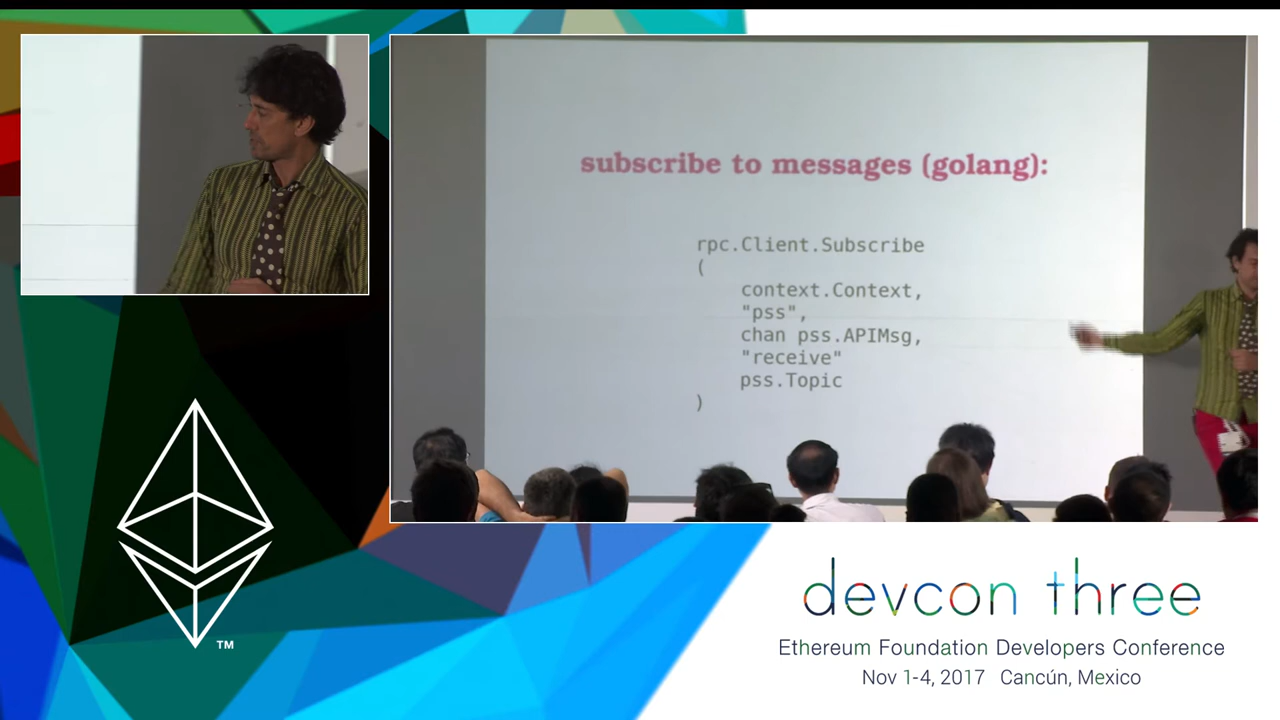 subscribe to messages (golang):
rpc.Client.Subscribe
(
context.Context,
"pss",
chan pss.APIMsg,
"receive"
pss.Topic
)
TM
devcon three
Ethereum Foundation Developers Conference
Nov 1-4, 2017 Cancún, Mexico